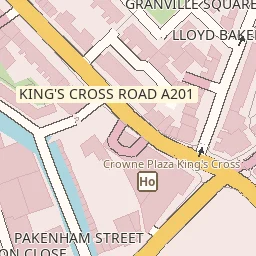 GRANVILLE SQUARE
LLOYD BAKE
KING'S CROSS ROAD A201
Crowne Plaza King's Cross
Ho
PAKENHAM STREET
ON CLOSE